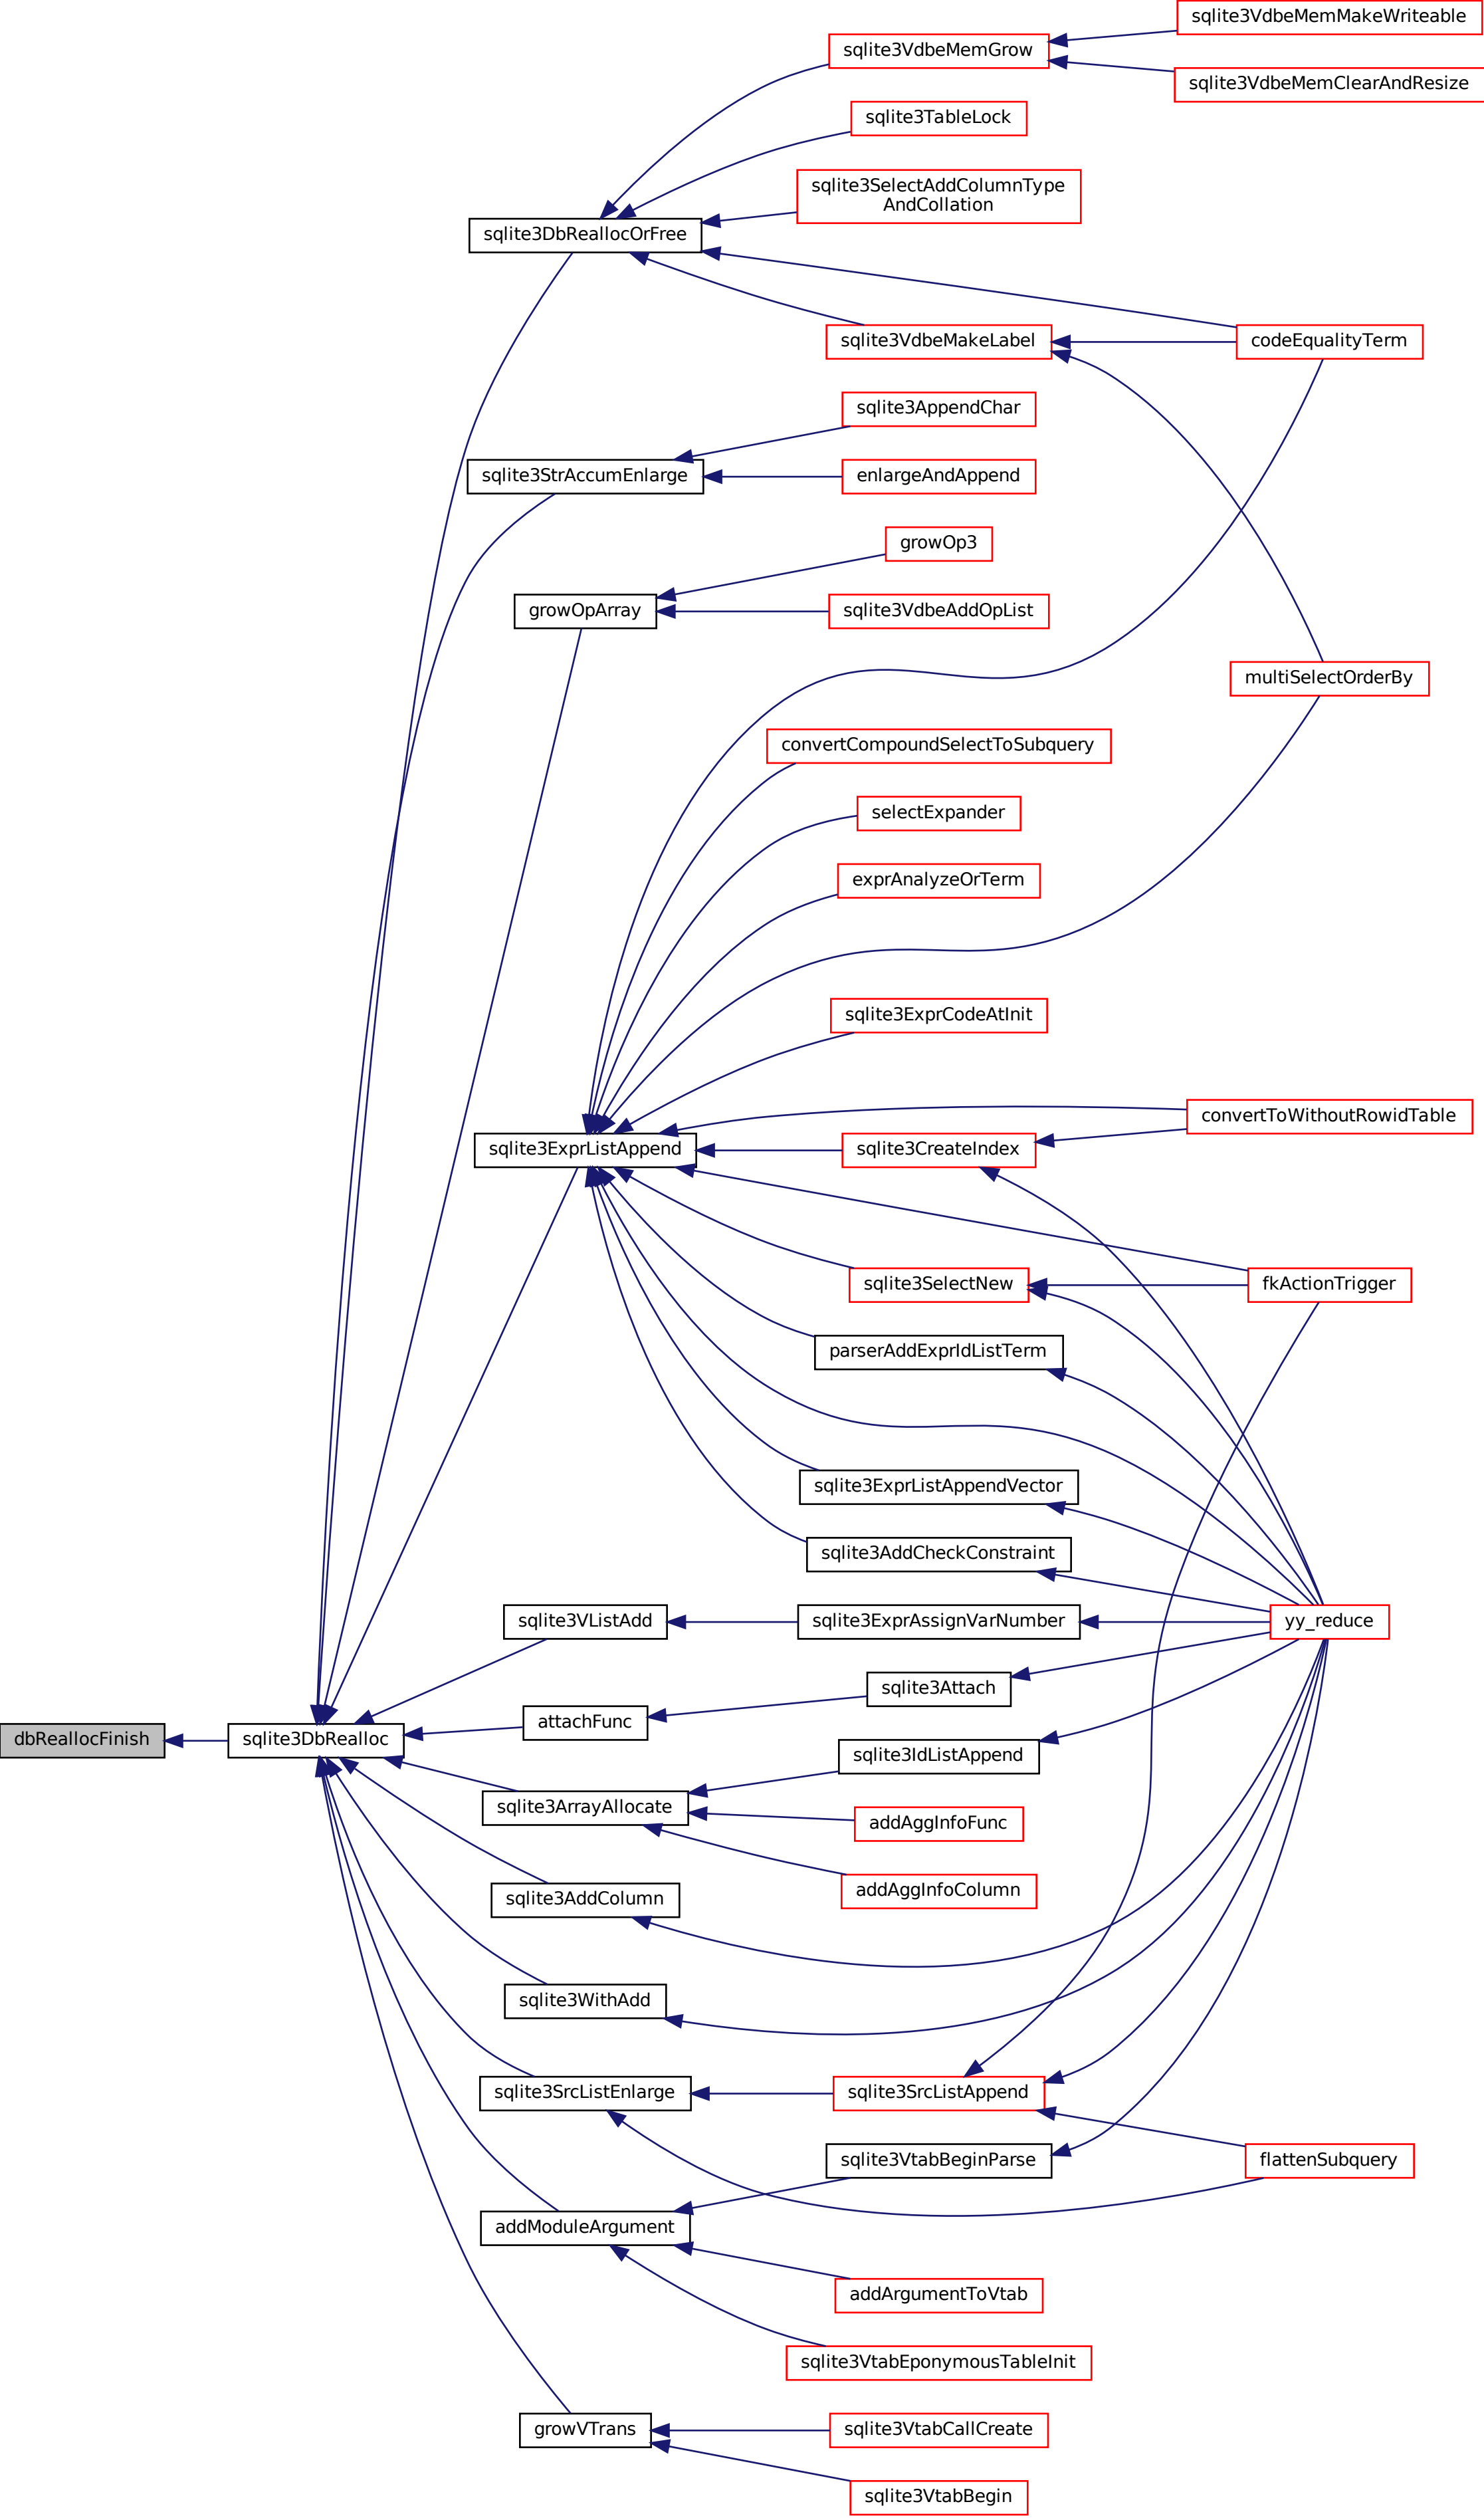 sqlite3VdbeMemMakeWriteable
sqlite3VdbeMemGrow
sqlite3VdbeMemClearAndResize
sqlite3TableLock
sqlite3SelectAddColumnType
AndCollation
sqlite3DbReallocOrFree
sqlite3VdbeMakeLabel
codeEqualityTerm
sqlite3AppendChar
sqlite3StrAccumEnlarge
enlargeAndAppend
growOp3
growOpArray
sqlite3VdbeAddOpList
multiSelectOrderBy
convertCompoundSelectToSubquery
selectExpander
exprAnalyzeOrTerm
sqlite3ExprCodeAtInit
convertToWithoutRowidTable
sqlite3ExprListAppend
sqlite3CreateIndex
sqlite3SelectNew
fkActionTrigger
parserAddExprIdListTerm
sqlite3ExprListAppendVector
sqlite3AddCheckConstraint
sqlite3VListAdd
sqlite3ExprAssignVarNumber
yy_reduce
sqlite3Attach
attachFunc
dbReallocFinish
sqlite3DbRealloc
sqlite3IdListAppend
sqlite3ArrayAllocate
addAggInfoFunc
addAggInfoColumn
sqlite3AddColumn
sqlite3WithAdd
sqlite3SrcListEnlarge
sqlite3SrcListAppend
sqlite3VtabBeginParse
flattenSubquery
addModuleArgument
addArgumentToVtab
sqlite3VtabEponymousTableInit
growVTrans
sqlite3VtabCallCreate
sqlite3VtabBegin